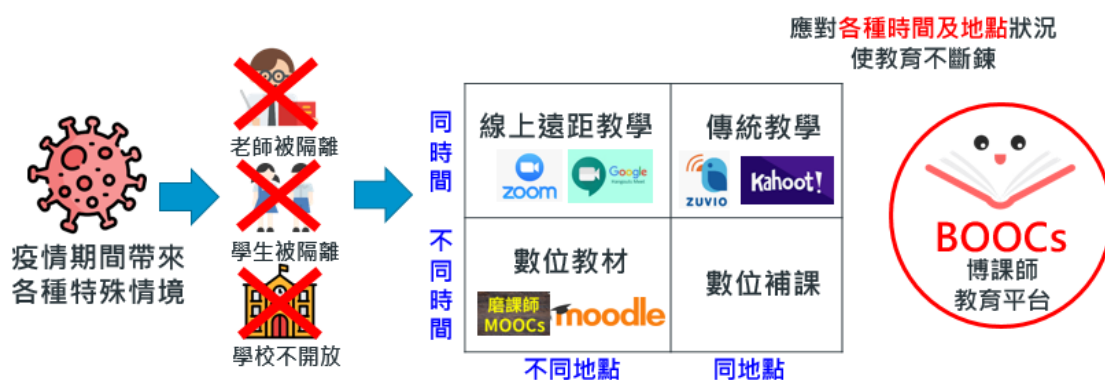 疫情期間帶來
各種特殊情境
老師被隔離
學生被隔離
學校不開放
同時間
不同時間
線上遠距教學
zoom
Google
Hangouts Meet
傳統教學
ZUVIO
Kahoot!
數位教材
磨課師
MOOCs
moodle
數位補課
不同地點
同地點
應對各種時間及地點狀況
使教育不斷鍊
BOOCs
博課師
教育平台